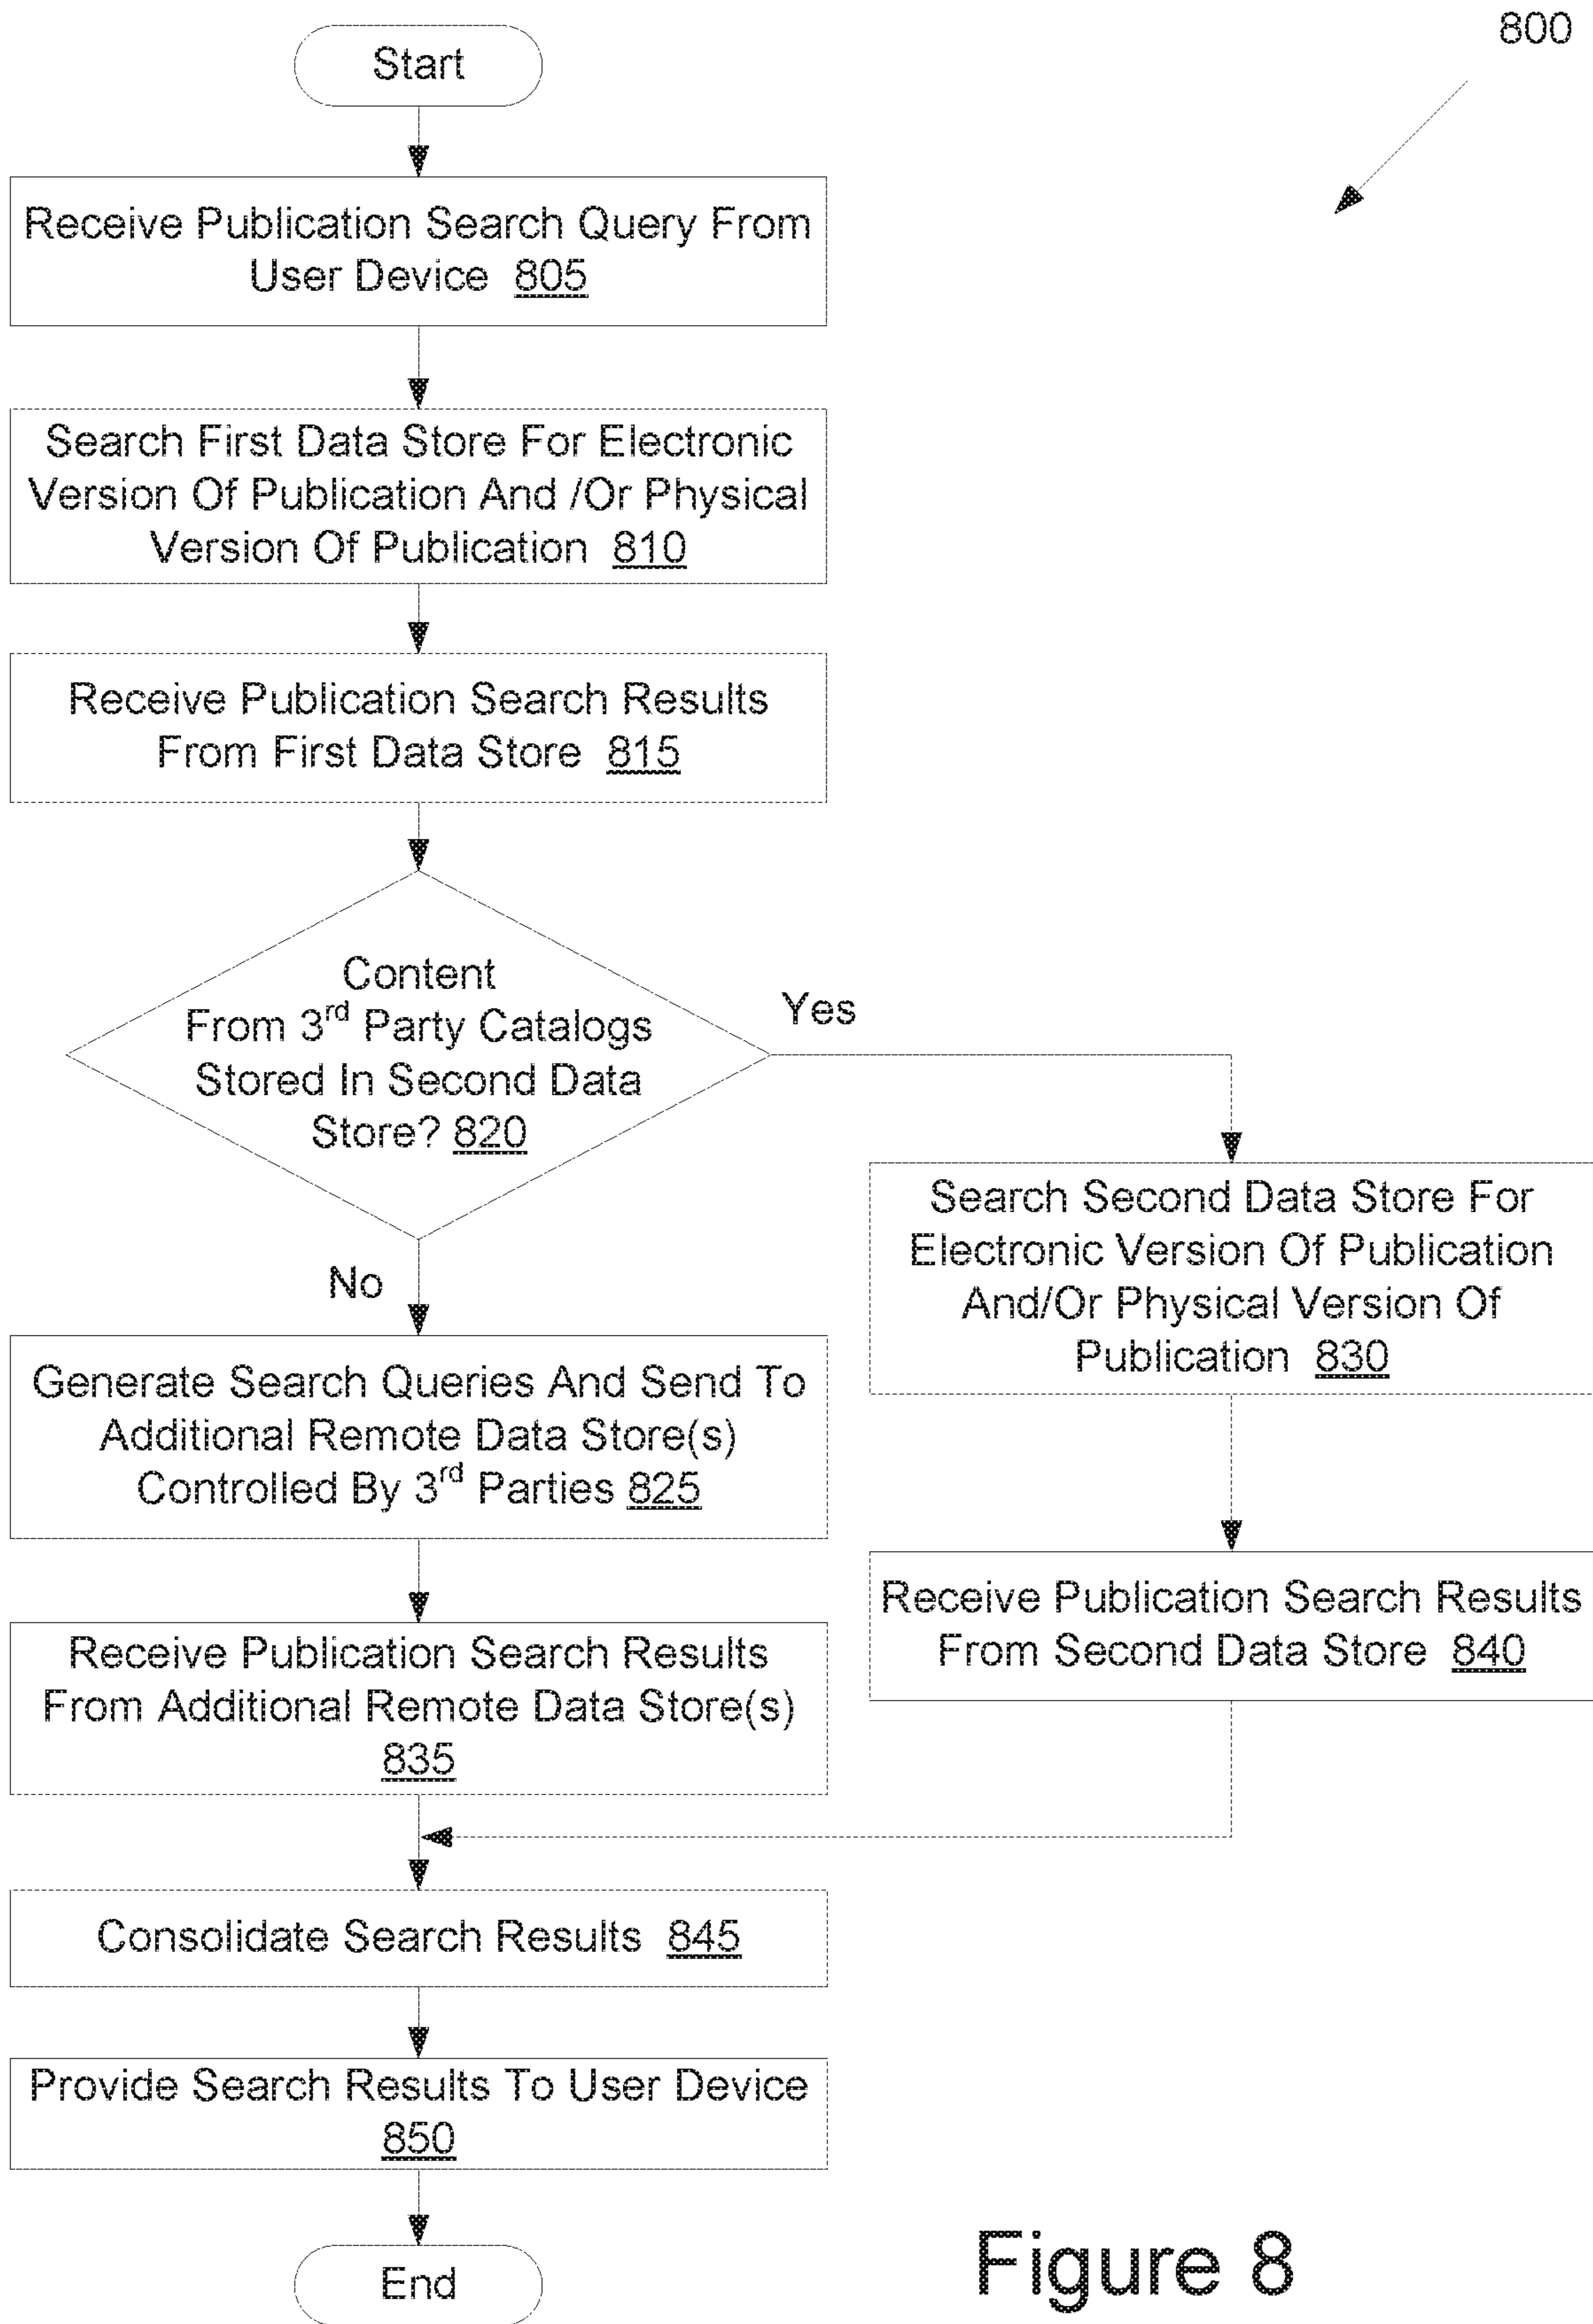 800
Start
Receive Publication Search Query From
User Device 805
Search First Data Store For Electronic
Version Of Publication And /Or Physical
Version Of Publication 810
Receive Publication Search Results
From First Data Store 815
Content
From 3rd Party Catalogs
Stored In Second Data
Store? 820
Yes
No
Search Second Data Store For
Electronic Version Of Publication
And/Or Physical Version Of
Publication 830
Generate Search Queries And Send To
Additional Remote Data Store(s)
Controlled By 3rd Parties 825
Receive Publication Search Results
From Second Data Store 840
Receive Publication Search Results
From Additional Remote Data Store(s)
835
Consolidate Search Results 845
Provide Search Results To User Device
850
End
Figure 8